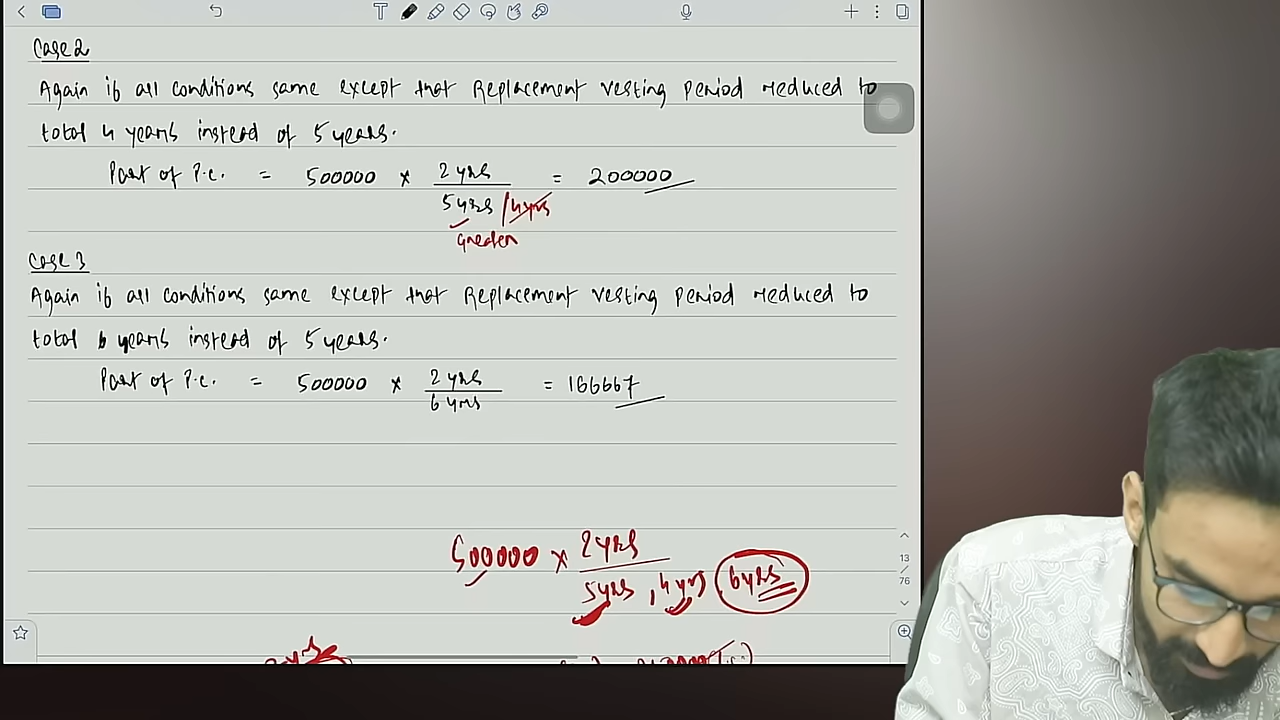 Case 2
Again if all conditions same except that Replacement vesting period reduced to
total 4 years instead of 5 years.
Part of P.C. = 500000 × 2 yrs / 5 yrs / 4 yrs = 200000
Greater
Case 3
Again if all conditions same except that Replacement vesting period reduced to
total 6 years instead of 5 years.
Part of P.C. = 500000 × 2 yrs / 6 yrs = 166667
500000 × 2 yrs / 5 yrs, 4 yrs 6 yrs
13
/
76